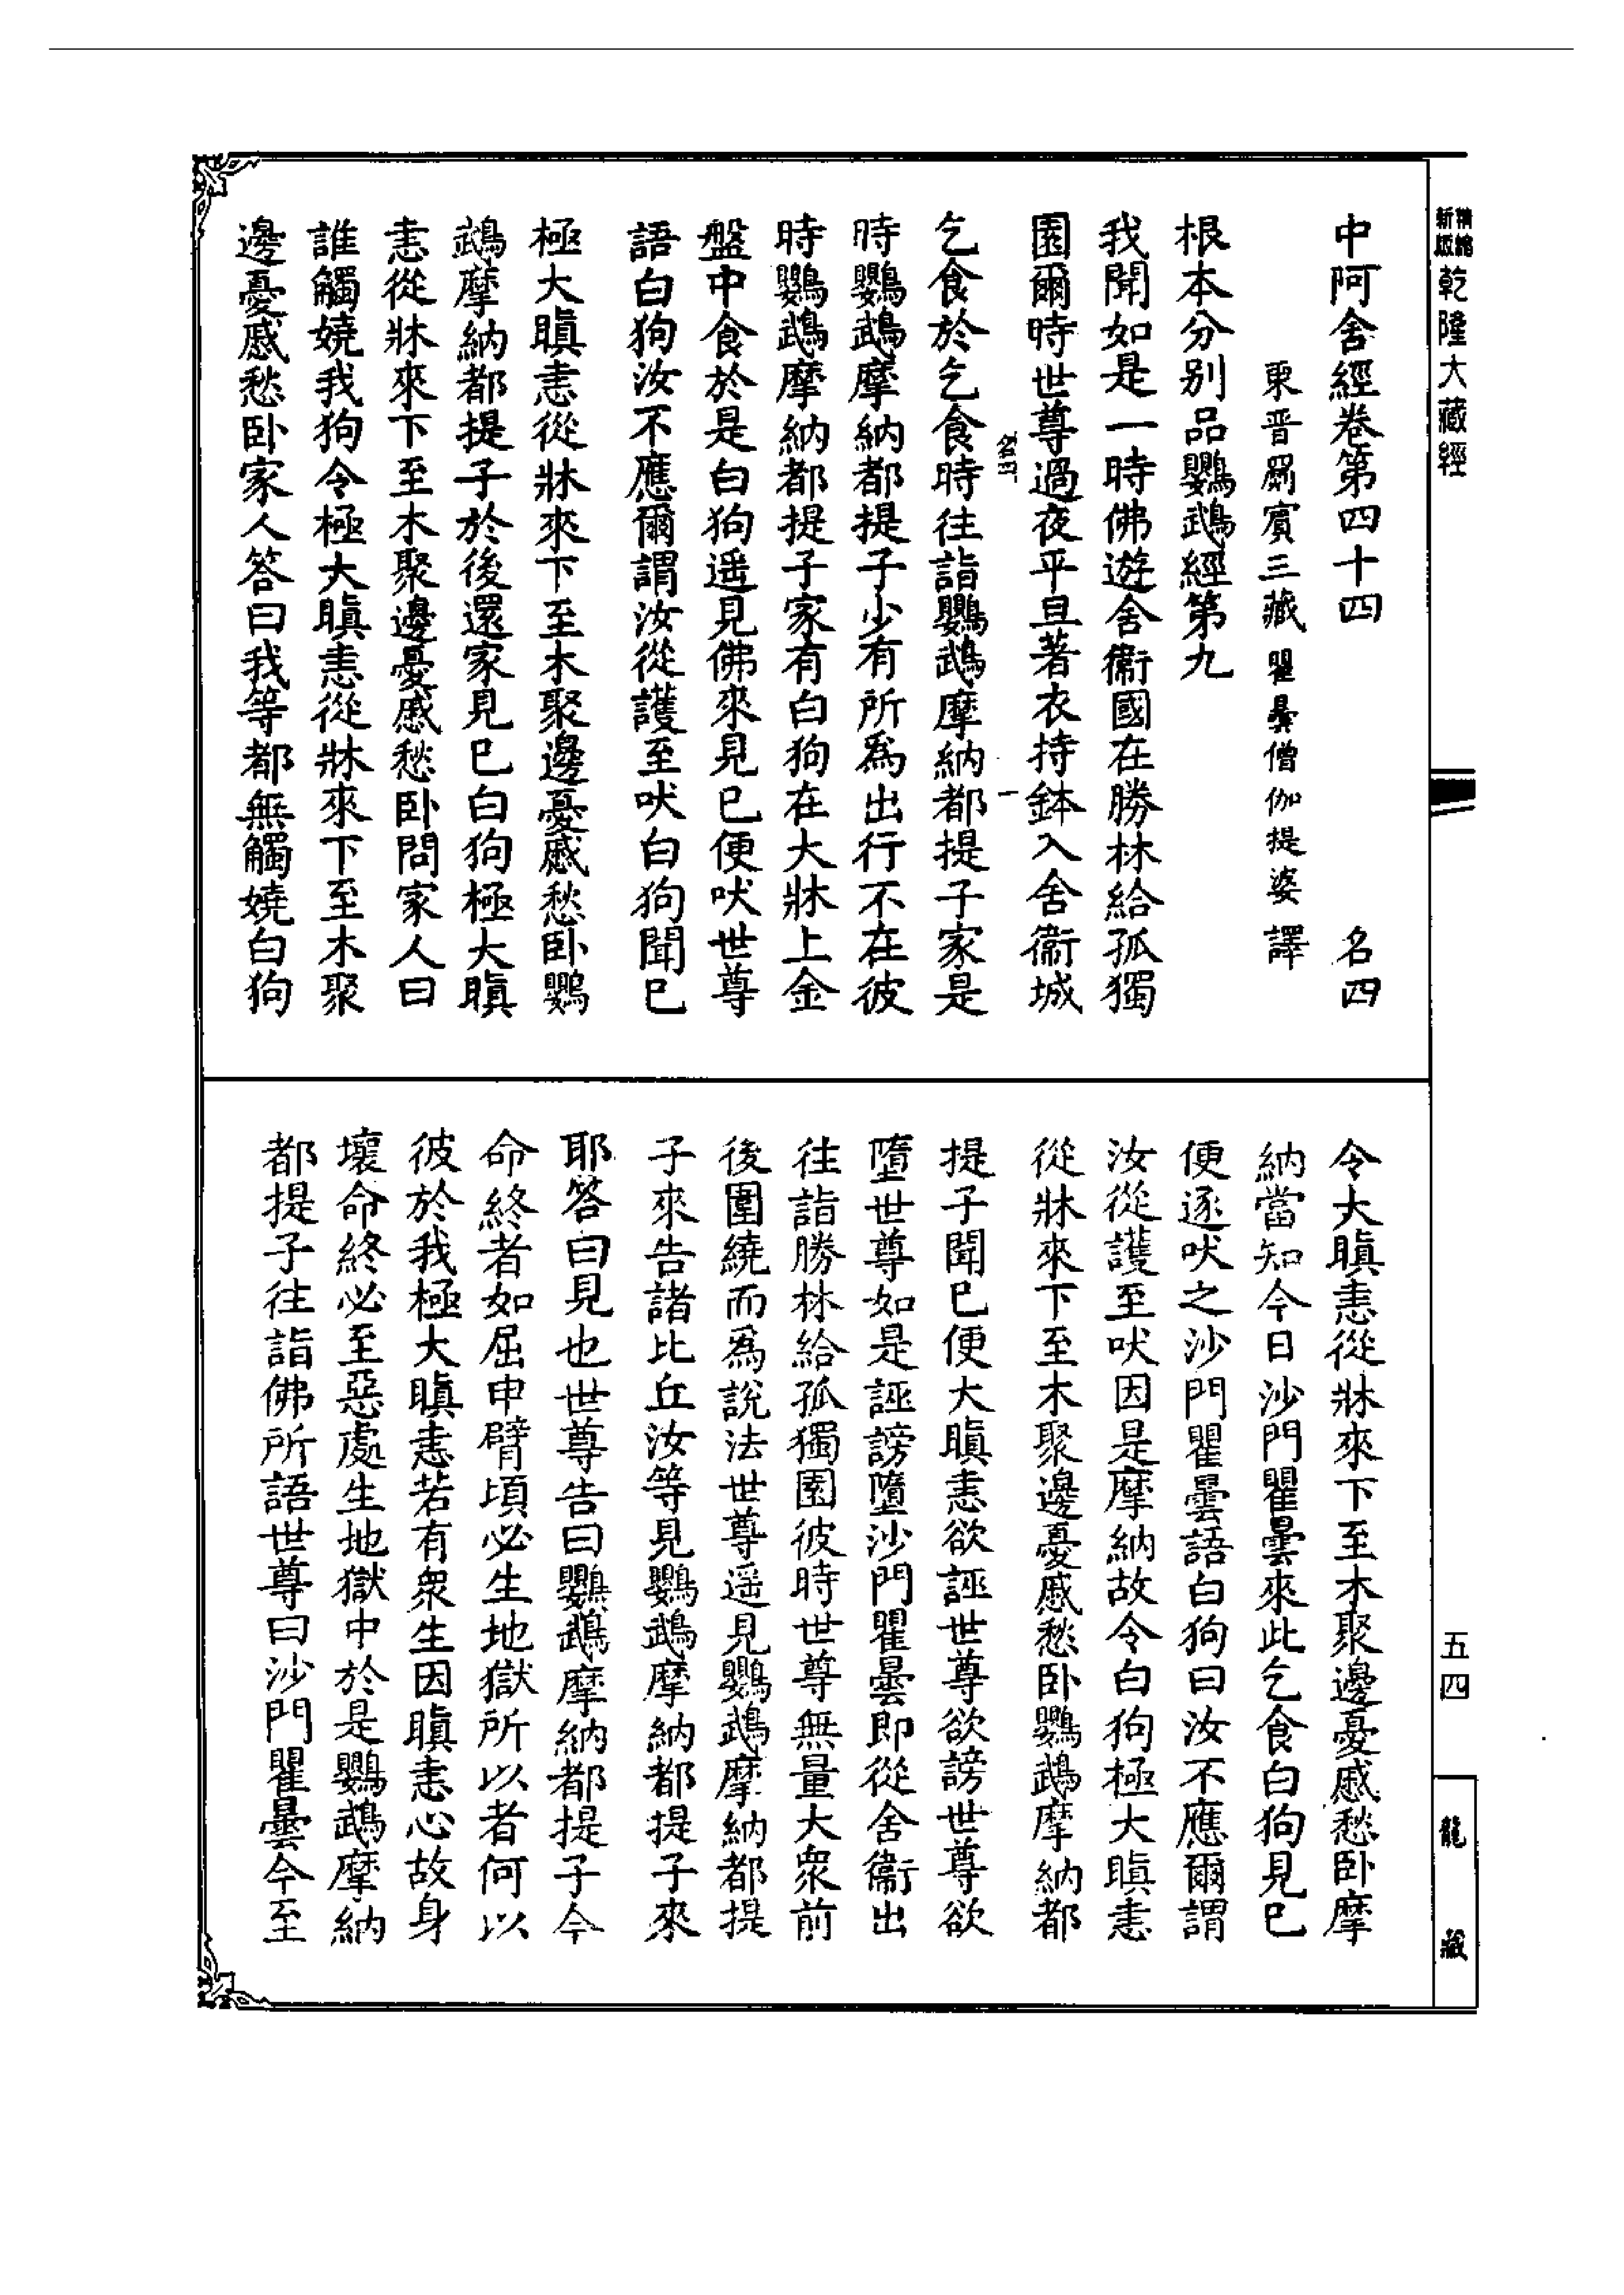 新版精縮乾隆大藏經
中阿舍經卷第四十四 名四
東晋罽賓三藏瞿曇僧伽提婆譯
根本分别品鸚鵡經第九
我聞如是一時佛遊舍衞國在勝林給孤獨
園爾時世尊過夜平旦著衣持鉢入舍衞城
名四 一
乞食於乞食時往詣鸚鵡摩納都提子家是
時鸚鵡摩納都提子少有所爲出行不在彼
時鸚鵡摩納都提子家有白狗在大牀上金
盤中食於是白狗遥見佛來見已便吠世尊
語白狗汝不應爾謂汝從護至吠白狗聞已
極大瞋恚從牀來下至木聚邊憂慼愁卧鸚
鵡摩納都提子於後還家見已白狗極大瞋
恚從牀來下至木聚邊憂慼愁卧問家人曰
誰觸嬈我狗令極大瞋恚從牀來下至木聚
邊憂慼愁卧家人答曰我等都無觸嬈白狗
令大瞋恚從牀來下至木聚邊憂慼愁卧摩
納當知今日沙門瞿曇來此乞食白狗見已
便逐吠之沙門瞿曇語白狗曰汝不應爾謂
汝從護至吠因是摩納故令白狗極大瞋恚
從牀來下至木聚邊憂慼愁卧鸚鵡摩納都
提子聞已便大瞋恚欲誣世尊欲謗世尊欲
墮世尊如是誣謗墮沙門瞿曇即從舍衞出
往詣勝林給孤獨園彼時世尊無量大衆前
後圍繞而爲說法世尊遥見鸚鵡摩納都提
子來告諸比丘汝等見鸚鵡摩納都提子來
耶答曰見也世尊告曰鸚鵡摩納都提子今
命終者如屈申臂頃必生地獄所以者何以
彼於我極大瞋恚若有衆生因瞋恚心故身
壞命終必至惡處生地獄中於是鸚鵡摩納
都提子往詣佛所語世尊曰沙門瞿曇今至
五四
龍藏